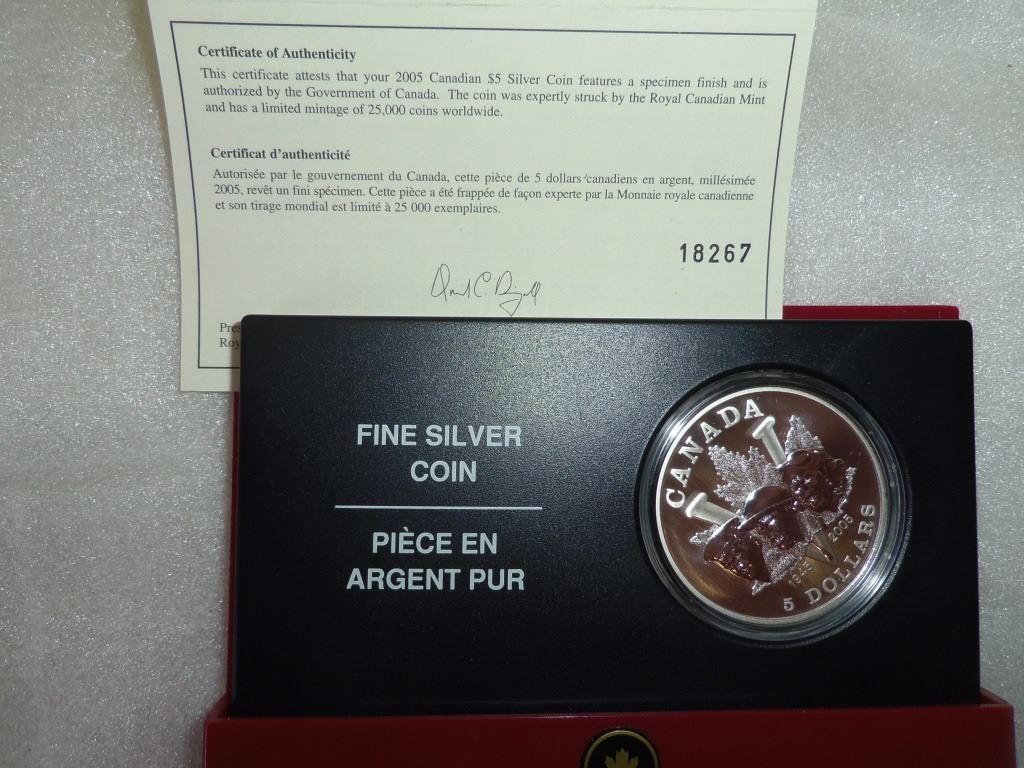 Certificate of Authenticity
This certificate attests that your 2005 Canadian $5 Silver Coin features a specimen finish and is
authorized by the Government of Canada. The coin was expertly struck by the Royal Canadian Mint
and has a limited mintage of 25,000 coins worldwide.
Certificat d'authenticité
Autorisée par le gouvernement du Canada, cette pièce de 5 dollars canadiens en argent, millésimée
2005, revêt un fini spécimen. Cette pièce a été frappée de façon experte par la Monnaie royale canadienne
et son tirage mondial est limité à 25 000 exemplaires.
18267
Pres
Roy
FINE SILVER
COIN
PIÈCE EN
ARGENT PUR
CANADA
1945 V 2005
5 DOLLARS